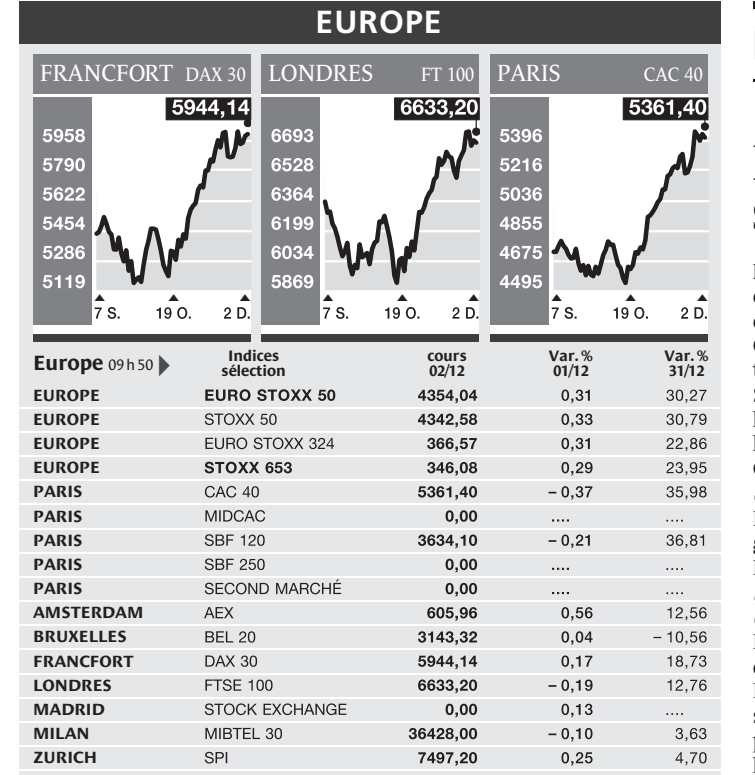 EUROPE
FRANCFORT DAX 30
5944,14
5958
5790
5622
5454
5286
5119
7 S. 19 O. 2 D.
LONDRES FT 100
6633,20
6693
6528
6364
6199
6034
5869
7 S. 19 O. 2 D.
PARIS CAC 40
5361,40
5396
5216
5036
4855
4675
4495
7 S. 19 O. 2 D.
Europe 09 h 50 Indices sélection cours 02/12 Var. % 01/12 Var. % 31/12
EUROPE EURO STOXX 50 4354,04 0,31 30,27
EUROPE STOXX 50 4342,58 0,33 30,79
EUROPE EURO STOXX 324 366,57 0,31 22,86
EUROPE STOXX 653 346,08 0,29 23,95
PARIS CAC 40 5361,40 – 0,37 35,98
PARIS MIDCAC 0,00 .... ....
PARIS SBF 120 3634,10 – 0,21 36,81
PARIS SBF 250 0,00 .... ....
PARIS SECOND MARCHÉ 0,00 .... ....
AMSTERDAM AEX 605,96 0,56 12,56
BRUXELLES BEL 20 3143,32 0,04 – 10,56
FRANCFORT DAX 30 5944,14 0,17 18,73
LONDRES FTSE 100 6633,20 – 0,19 12,76
MADRID STOCK EXCHANGE 0,00 0,13 ....
MILAN MIBTEL 30 36428,00 – 0,10 3,63
ZURICH SPI 7497,20 0,25 4,70